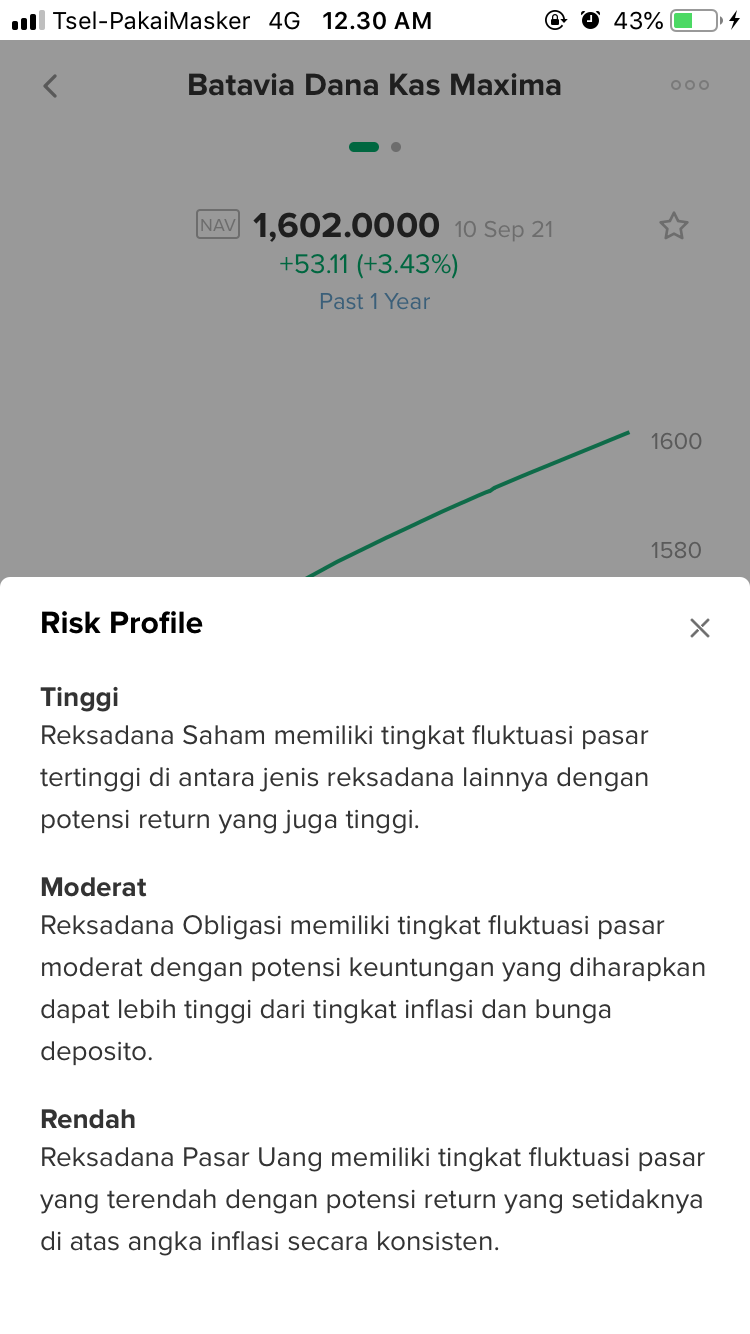 Tsel-PakaiMasker 4G 12.30 AM 43%
Batavia Dana Kas Maxima
NAV 1,602.0000 10 Sep 21
+53.11 (+3.43%)
Past 1 Year
1600
1580
Risk Profile
Tinggi
Reksadana Saham memiliki tingkat fluktuasi pasar
tertinggi di antara jenis reksadana lainnya dengan
potensi return yang juga tinggi.
Moderat
Reksadana Obligasi memiliki tingkat fluktuasi pasar
moderat dengan potensi keuntungan yang diharapkan
dapat lebih tinggi dari tingkat inflasi dan bunga
deposito.
Rendah
Reksadana Pasar Uang memiliki tingkat fluktuasi pasar
yang terendah dengan potensi return yang setidaknya
di atas angka inflasi secara konsisten.